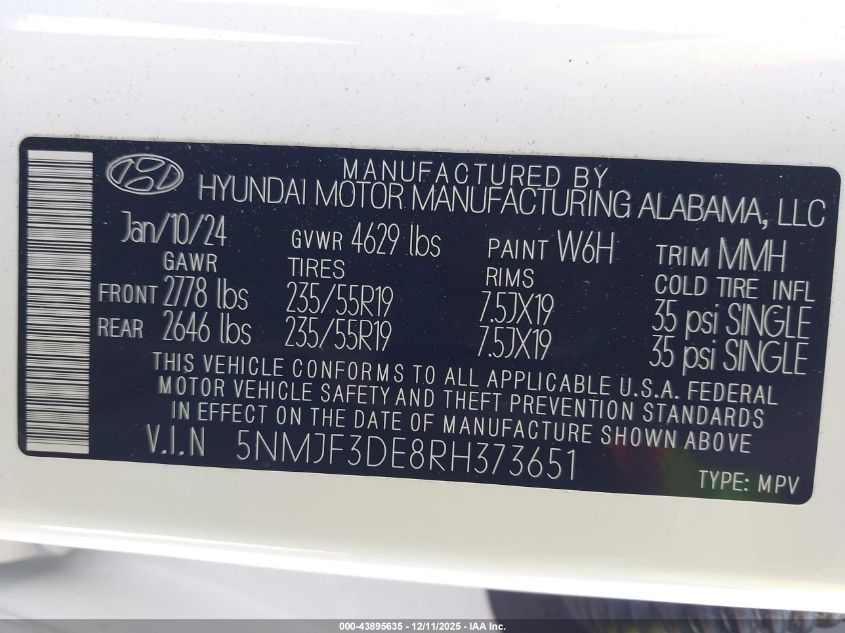 MANUFACTURED BY
HYUNDAI MOTOR MANUFACTURING ALABAMA, LLC
Jan/10/24 GVWR 4629 lbs PAINT W6H TRIM MMH
GAWR TIRES RIMS COLD TIRE INFL
FRONT 2778 lbs 235/55R19 7.5JX19 35 psi SINGLE
REAR 2646 lbs 235/55R19 7.5JX19 35 psi SINGLE
THIS VEHICLE CONFORMS TO ALL APPLICABLE U.S.A. FEDERAL
MOTOR VEHICLE SAFETY AND THEFT PREVENTION STANDARDS
IN EFFECT ON THE DATE OF MANUFACTURE SHOWN ABOVE.
V.I.N 5NMJF3DE8RH373651
TYPE: MPV
000-43895635 - 12/11/2025 - IAA Inc.